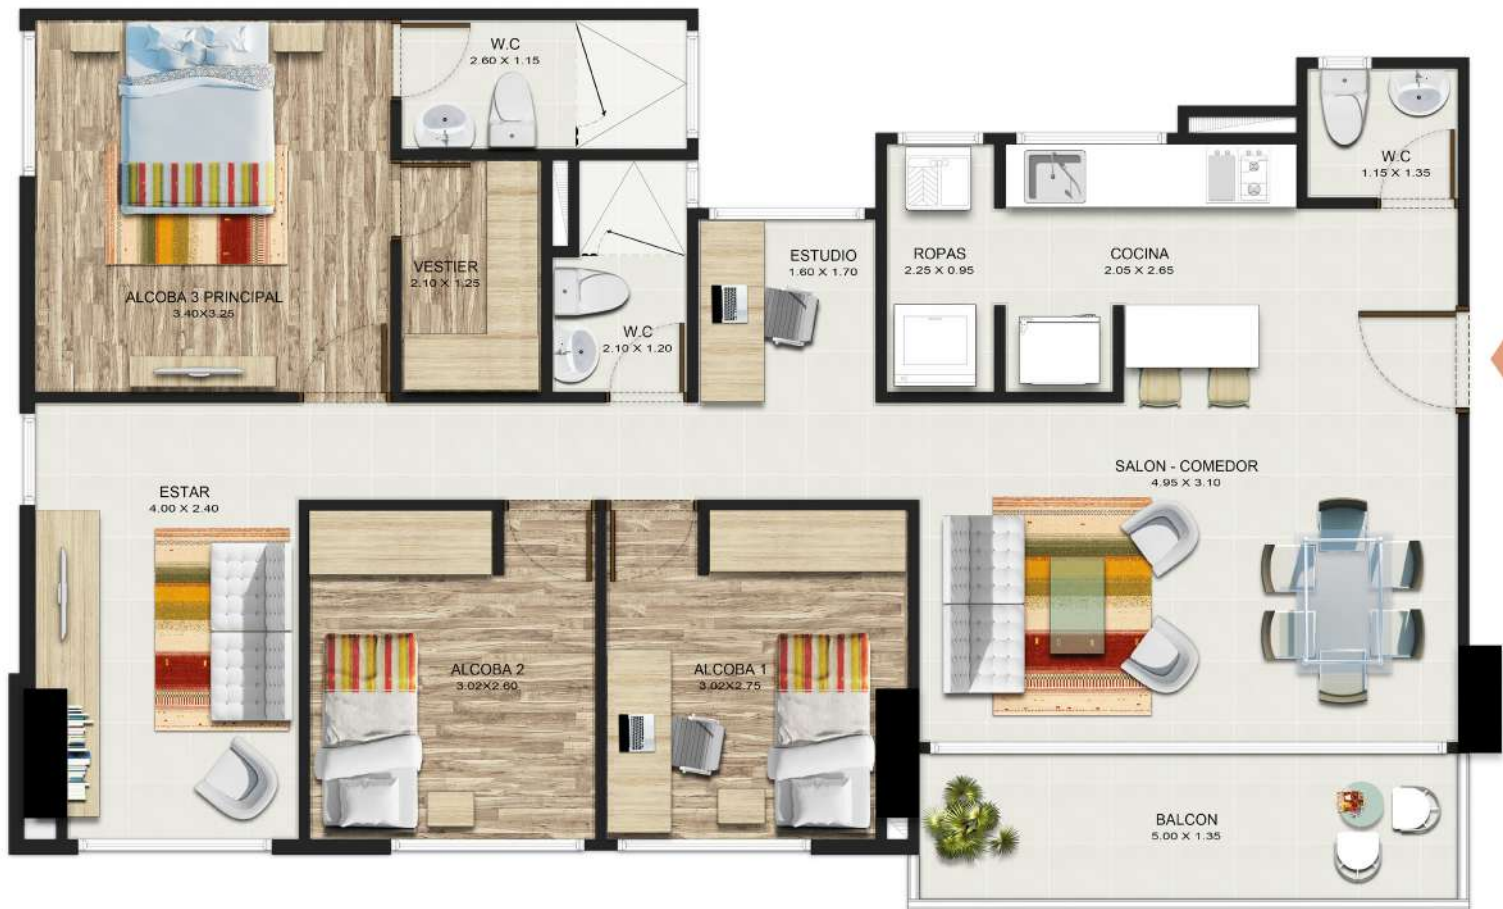 W.C
2.60 X 1.15
W.C
1.15 X 1.35
ESTUDIO
1.60 X 1.70
ROPAS
2.25 X 0.95
COCINA
2.05 X 2.65
VESTIER
2.10 X 1.25
ALCOBA 3 PRINCIPAL
3.40X3.25
W.C
2.10 X 1.20
SALON - COMEDOR
4.95 X 3.10
ESTAR
4.00 X 2.40
ALCOBA 2
3.02X2.60
ALCOBA 1
3.02X2.75
BALCON
5.00 X 1.35